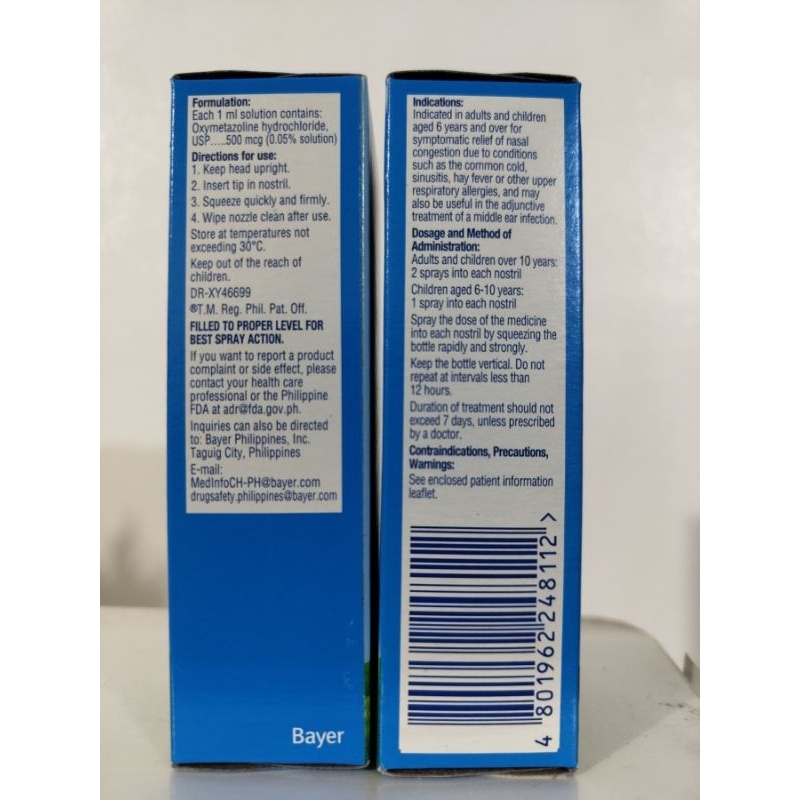 Formulation:
Each 1 ml solution contains:
Oxymetazoline hydrochloride,
USP.....500 mcg (0.05% solution)
Directions for use:
1. Keep head upright.
2. Insert tip in nostril.
3. Squeeze quickly and firmly.
4. Wipe nozzle clean after use.
Store at temperatures not
exceeding 30°C.
Keep out of the reach of
children.
DR-XY46699
®T.M. Reg. Phil. Pat. Off.
FILLED TO PROPER LEVEL FOR
BEST SPRAY ACTION.
If you want to report a product
complaint or side effect, please
contact your health care
professional or the Philippine
FDA at adr@fda.gov.ph.
Inquiries can also be directed
to: Bayer Philippines, Inc.
Taguig City, Philippines
E-mail:
MedInfoCH-PH@bayer.com
drugsafety.philippines@bayer.com
Bayer
Indications:
Indicated in adults and children
aged 6 years and over for
symptomatic relief of nasal
congestion due to conditions
such as the common cold,
sinusitis, hay fever or other upper
respiratory allergies, and may
also be useful in the adjunctive
treatment of a middle ear infection.
Dosage and Method of
Administration:
Adults and children over 10 years:
2 sprays into each nostril
Children aged 6-10 years:
1 spray into each nostril
Spray the dose of the medicine
into each nostril by squeezing the
bottle rapidly and strongly.
Keep the bottle vertical. Do not
repeat at intervals less than
12 hours.
Duration of treatment should not
exceed 7 days, unless prescribed
by a doctor.
Contraindications, Precautions,
Warnings:
See enclosed patient information
leaflet.
4 801962 248112 >